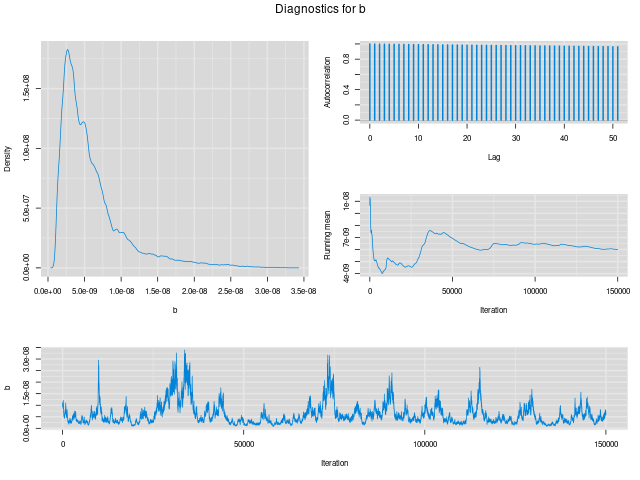 Diagnostics for b
Density
1.5e+08
1.0e+08
5.0e+07
0.0e+00
0.0e+00 5.0e-09 1.0e-08 1.5e-08 2.0e-08 2.5e-08 3.0e-08 3.5e-08
b
Autocorrelation
0.8
0.4
0.0
0 10 20 30 40 50
Lag
Running mean
1e-08
7e-09
4e-09
0 50000 100000 150000
Iteration
b
3.0e-08
1.5e-08
0.0e+00
0 50000 100000 150000
Iteration